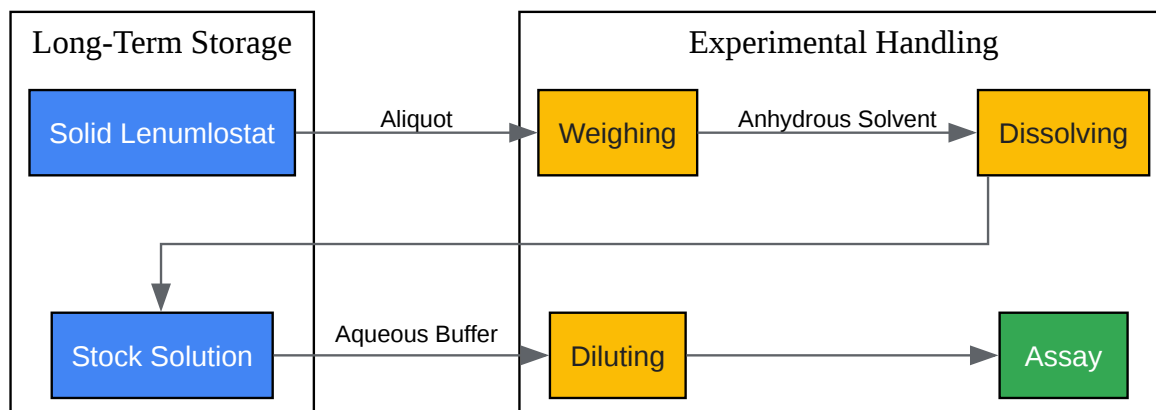 Long-Term Storage
Experimental Handling
Solid Lenumlostat
Aliquot
Weighing
Anhydrous Solvent
Dissolving
Stock Solution
Aqueous Buffer
Diluting
Assay